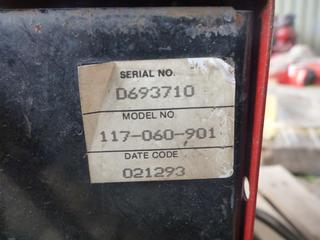 SERIAL NO.
D693710
MODEL NO
117-060-901
DATE CODE
021293